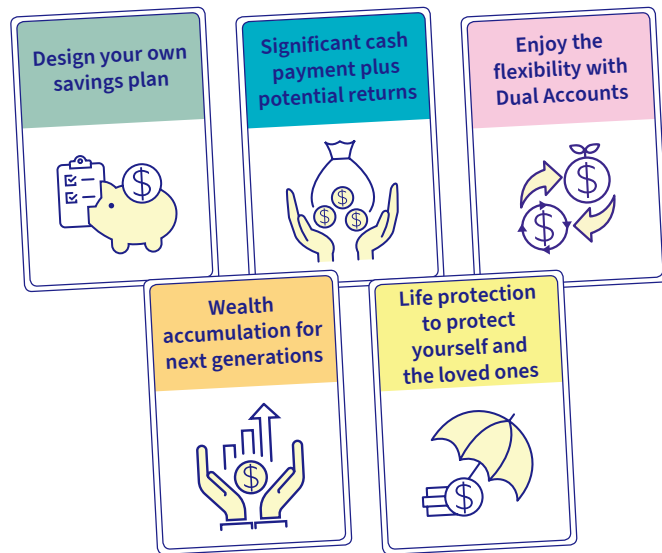 Design your own
savings plan
Significant cash
payment plus
potential returns
Enjoy the
flexibility with
Dual Accounts
$
$
$
$
$
$
Wealth
accumulation for
next generations
Life protection
to protect
yourself and
the loved ones
$
$